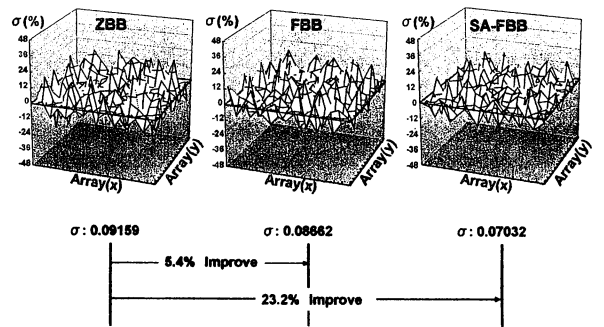 σ(%) ZBB
48
36
24
12
0
-12
-24
-36
-48
Array(x)
Array(y)
σ(%) FBB
48
36
24
12
0
-12
-24
-36
-48
Array(x)
Array(y)
σ(%) SA-FBB
48
36
24
12
0
-12
-24
-36
-48
Array(x)
Array(y)
σ: 0.09159
σ: 0.08662
σ: 0.07032
5.4% Improve
23.2% Improve